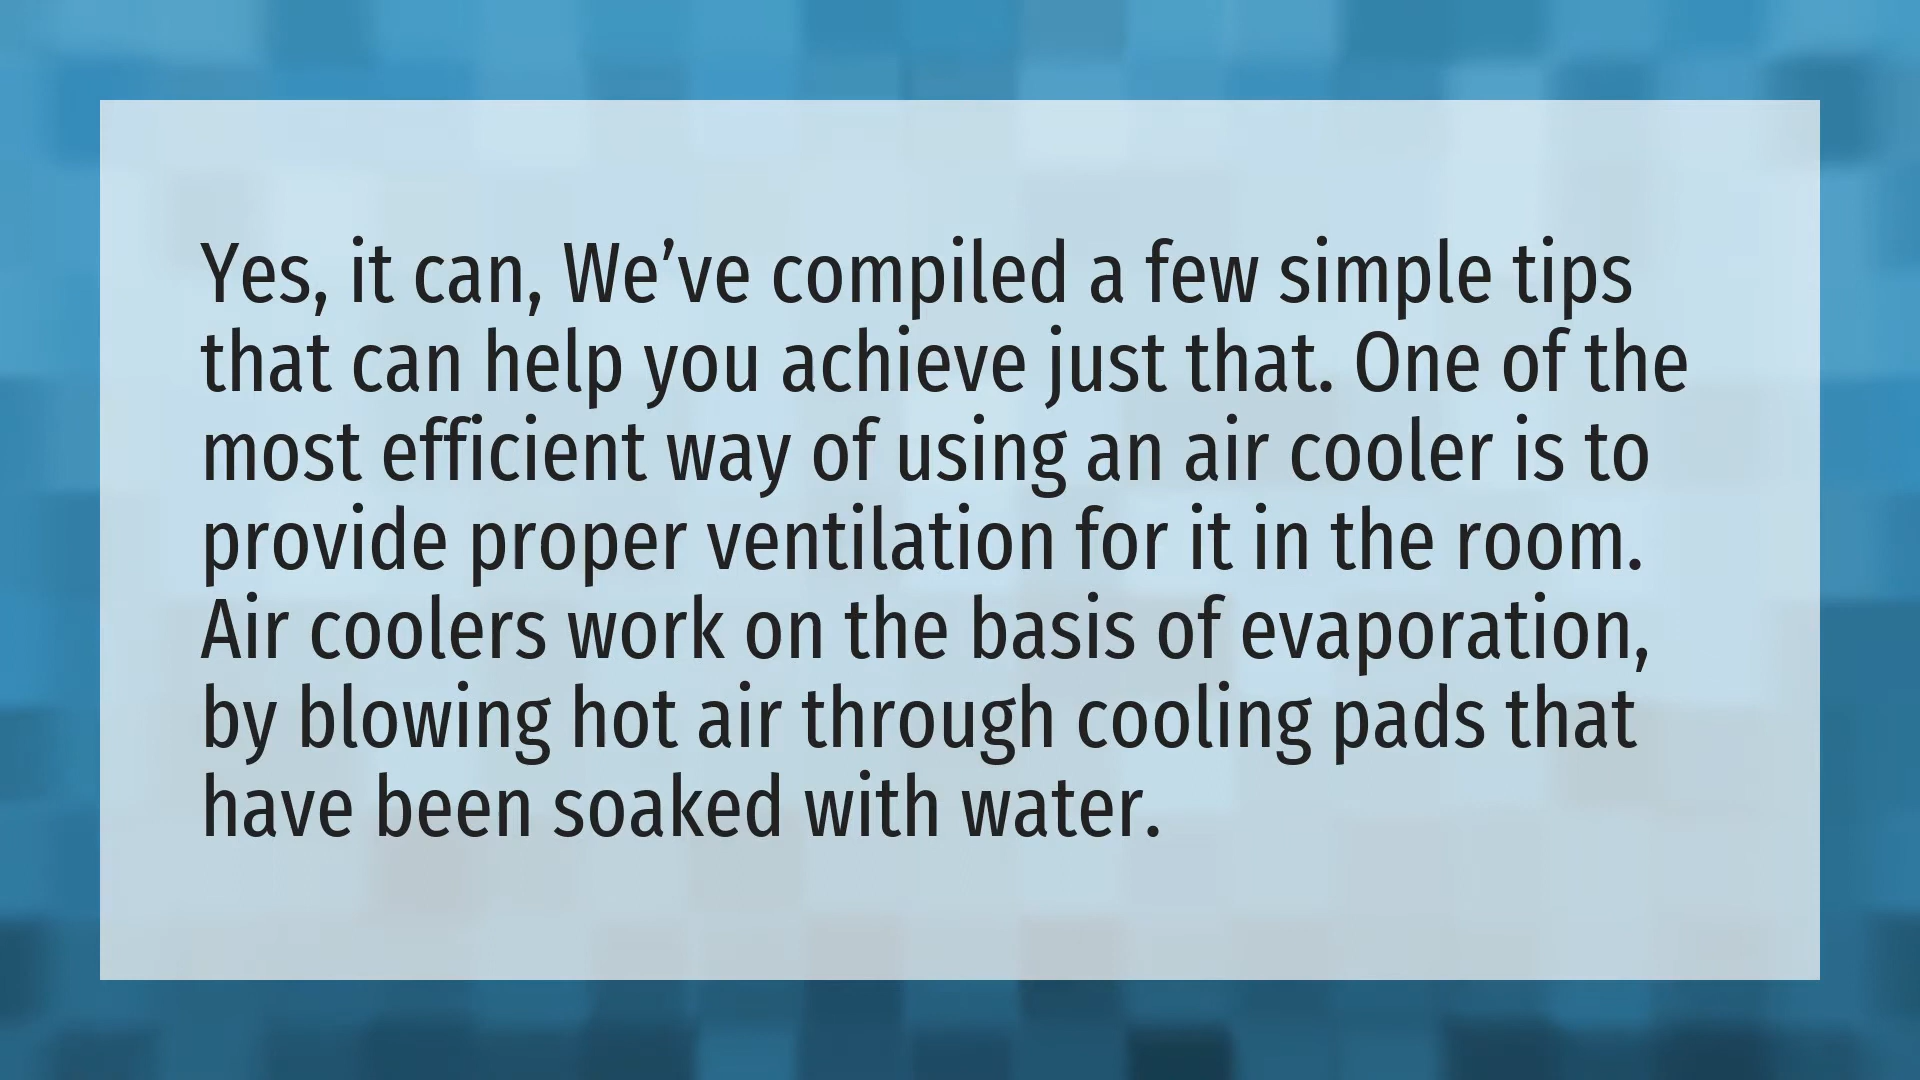 Yes, it can, We’ve compiled a few simple tips
that can help you achieve just that. One of the
most efficient way of using an air cooler is to
provide proper ventilation for it in the room.
Air coolers work on the basis of evaporation,
by blowing hot air through cooling pads that
have been soaked with water.